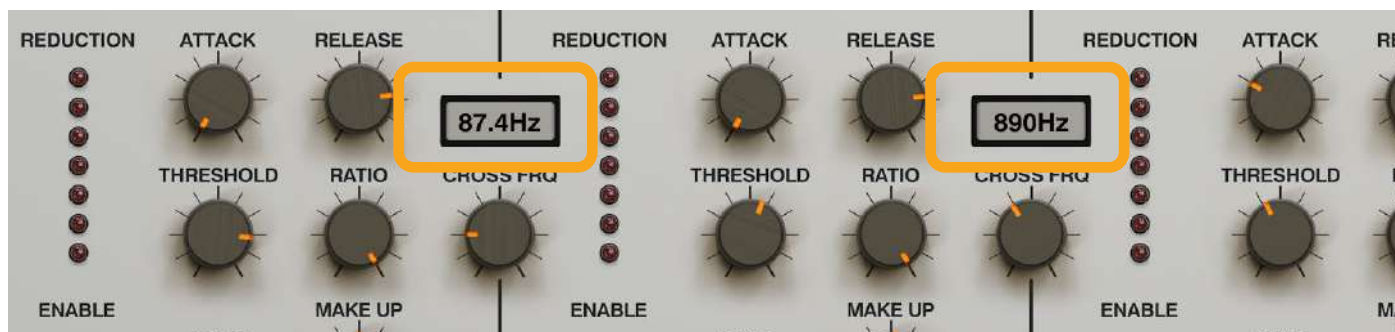 REDUCTION ATTACK RELEASE REDUCTION ATTACK RELEASE REDUCTION ATTACK
87.4Hz 890Hz
THRESHOLD RATIO CROSS FRQ THRESHOLD RATIO CROSS FRQ THRESHOLD
ENABLE MAKE UP ENABLE MAKE UP ENABLE